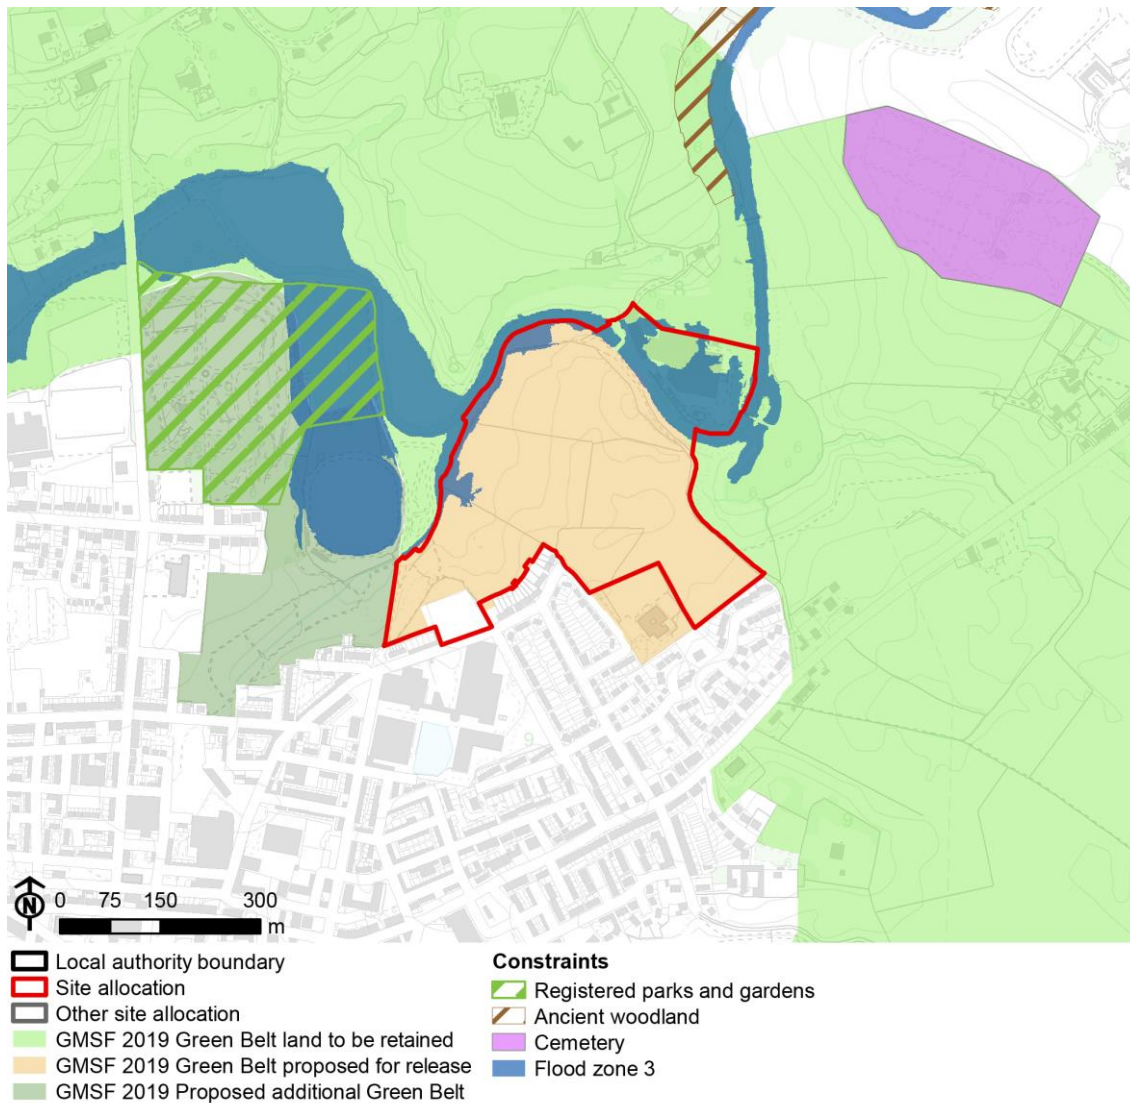 N
0 75 150 300
m
Local authority boundary
Site allocation
Other site allocation
GMSF 2019 Green Belt land to be retained
GMSF 2019 Green Belt proposed for release
GMSF 2019 Proposed additional Green Belt
Constraints
Registered parks and gardens
Ancient woodland
Cemetery
Flood zone 3